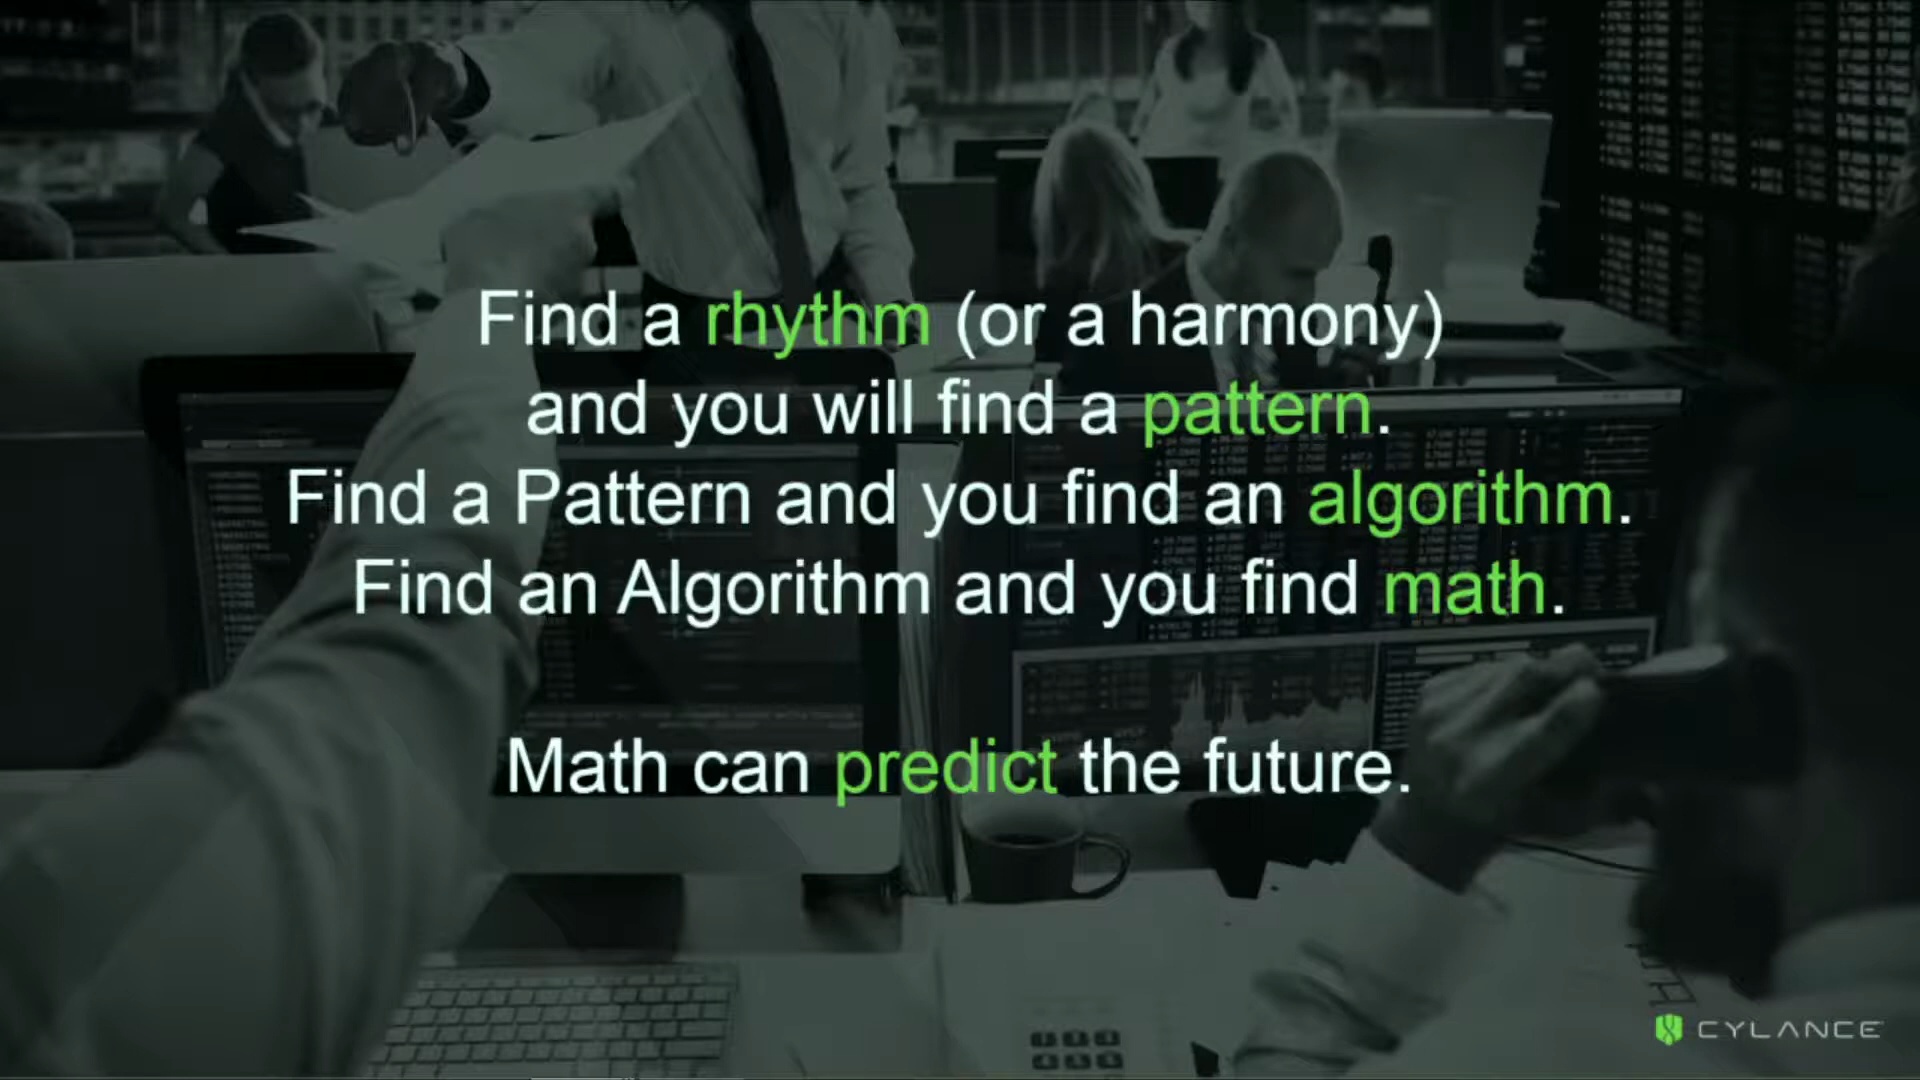 Find a rhythm (or a harmony)
and you will find a pattern.
Find a Pattern and you find an algorithm.
Find an Algorithm and you find math.
Math can predict the future.
CYLANCE